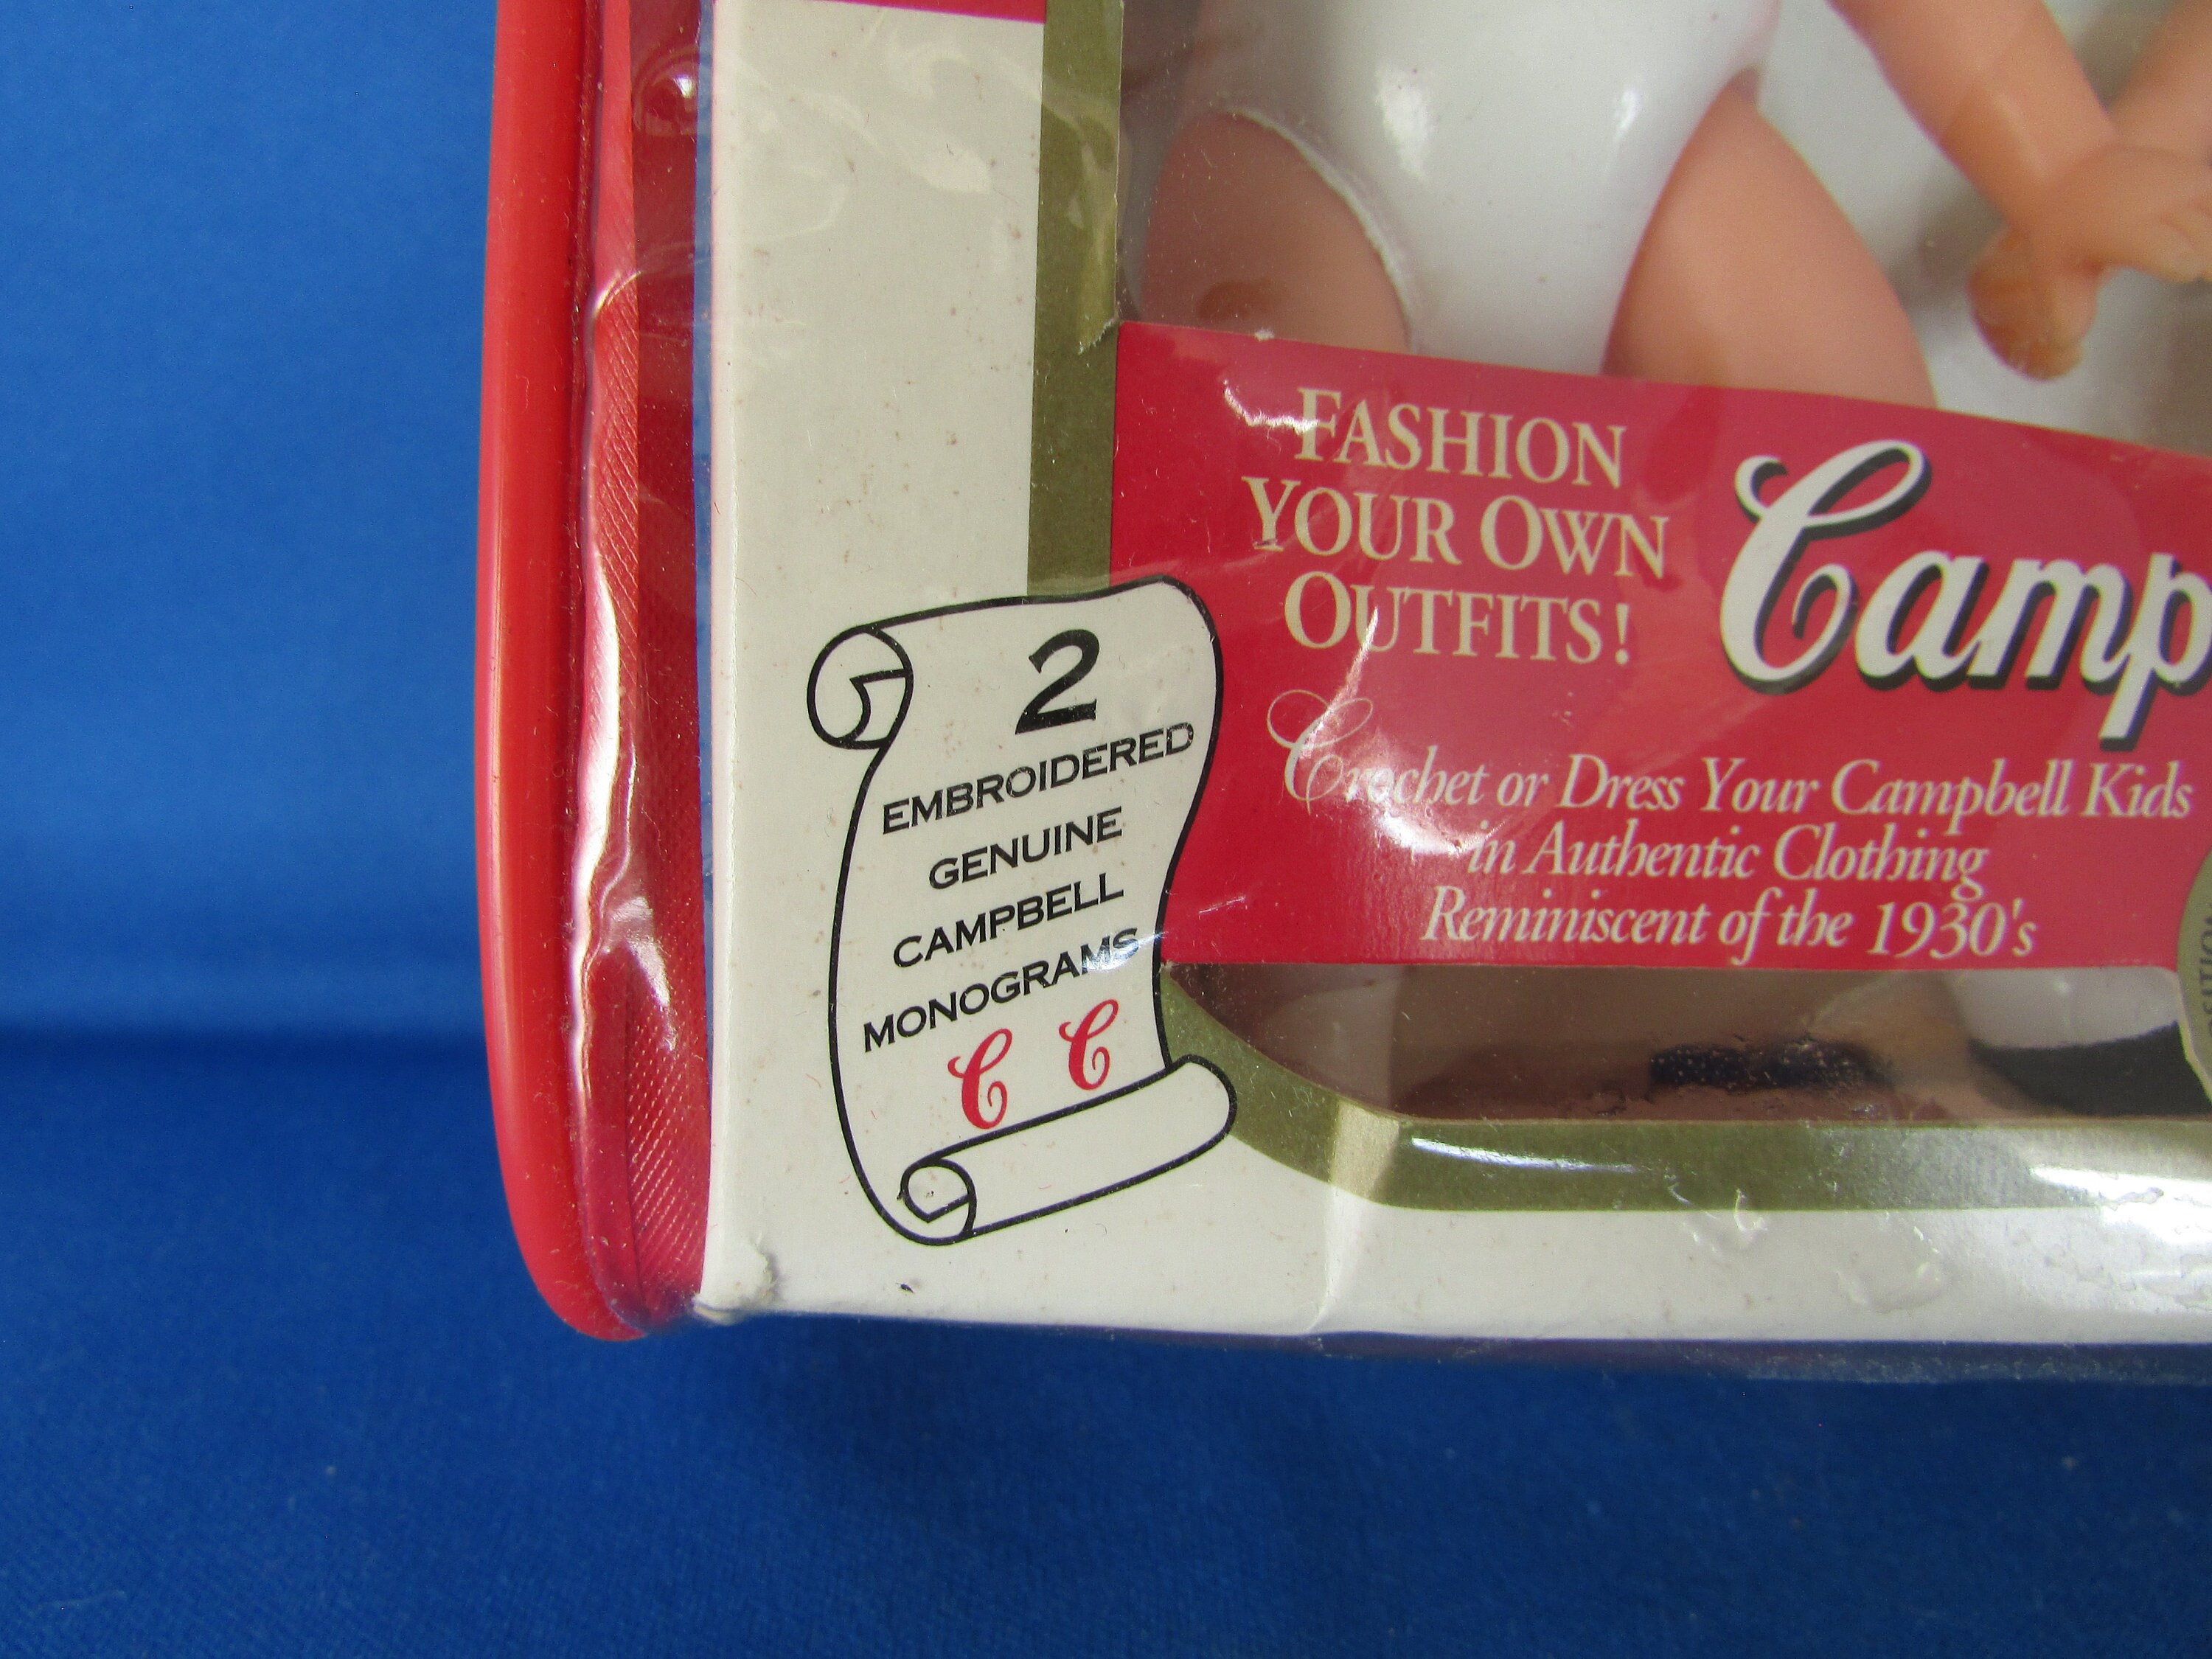 FASHION
YOUR OWN
OUTFITS!
Camp
Crochet or Dress Your Campbell Kids
in Authentic Clothing
Reminiscent of the 1930's
2
EMBROIDERED
GENUINE
CAMPBELL
MONOGRAMS
C C